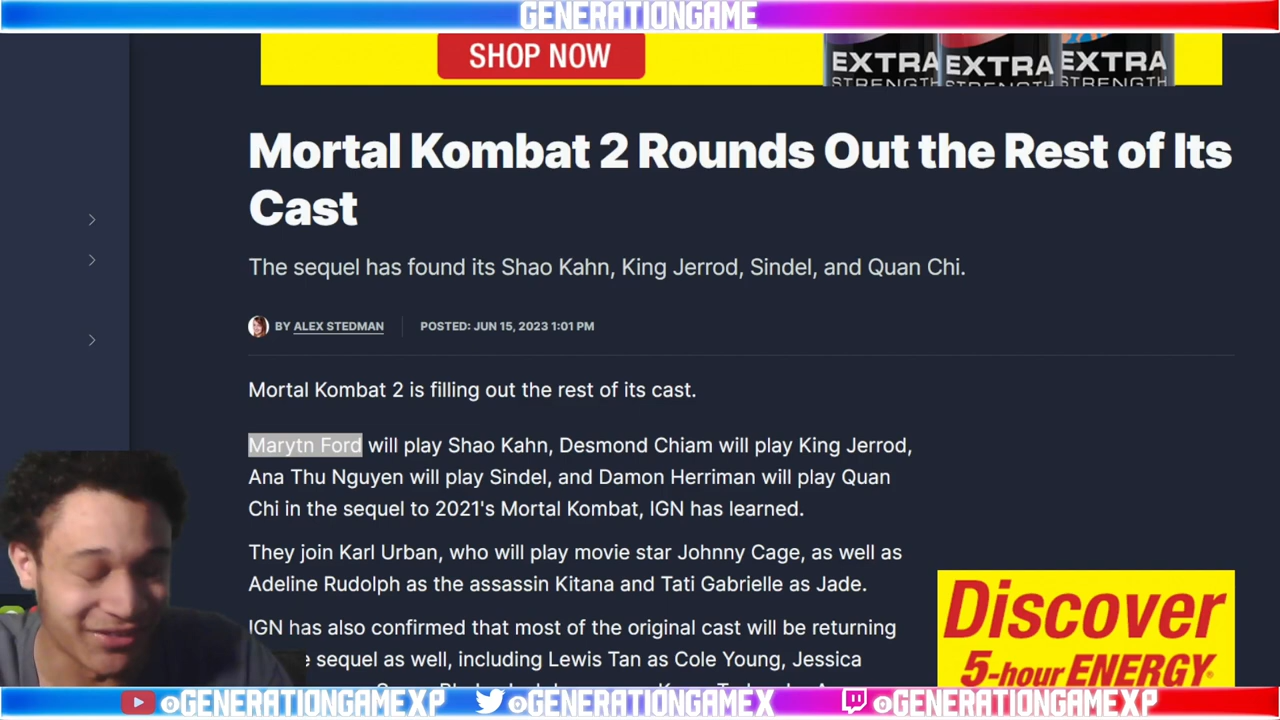 GENERATIONGAME
SHOP NOW
EXTRA EXTRA EXTRA
STRENGTH STRENGTH STRENGTH
Mortal Kombat 2 Rounds Out the Rest of Its
Cast
The sequel has found its Shao Kahn, King Jerrod, Sindel, and Quan Chi.
BY ALEX STEDMAN POSTED: JUN 15, 2023 1:01 PM
Mortal Kombat 2 is filling out the rest of its cast.
Marytn Ford will play Shao Kahn, Desmond Chiam will play King Jerrod,
Ana Thu Nguyen will play Sindel, and Damon Herriman will play Quan
Chi in the sequel to 2021's Mortal Kombat, IGN has learned.
They join Karl Urban, who will play movie star Johnny Cage, as well as
Adeline Rudolph as the assassin Kitana and Tati Gabrielle as Jade.
IGN has also confirmed that most of the original cast will be returning
sequel as well, including Lewis Tan as Cole Young, Jessica
Discover
5-hour ENERGY
@GENERATIONGAMEXP @GENERATIONGAMEX @GENERATIONGAMEXP